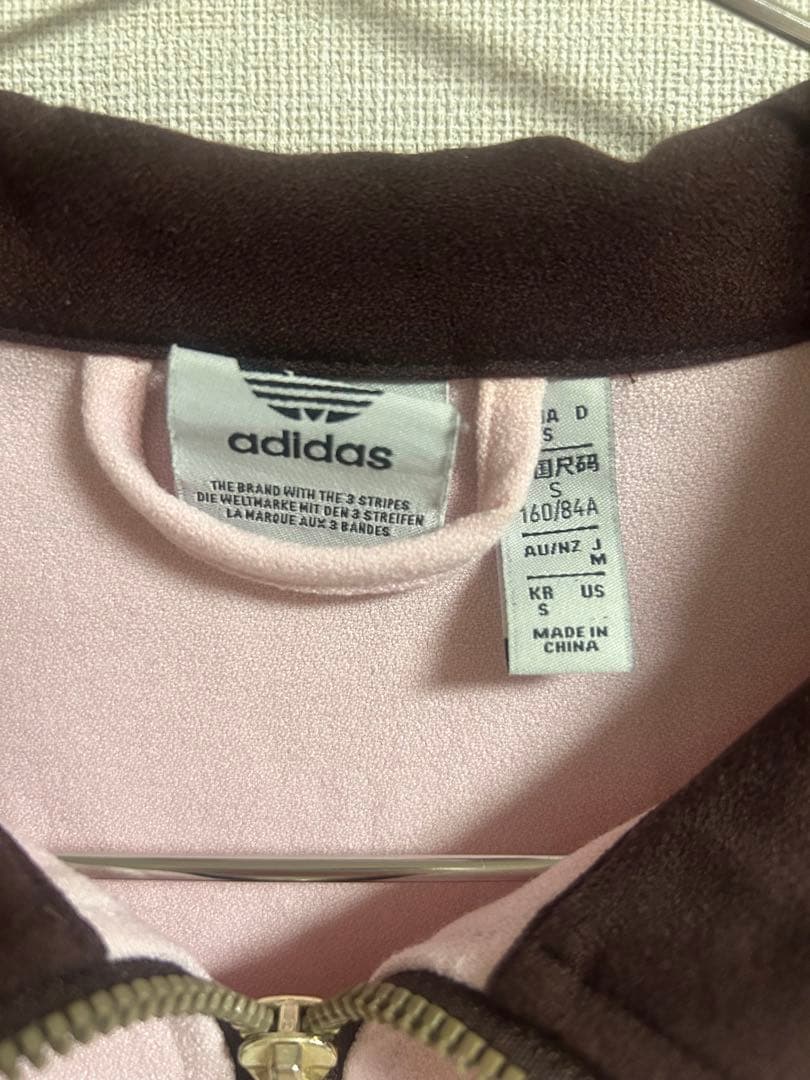 adidas
THE BRAND WITH THE 3 STRIPES
DIE WELTMARKE MIT DEN 3 STREIFEN
LA MARQUE AUX 3 BANDES
D
S
国尺码
S
160/84A
AU/NZ J
M
KR US
S
MADE IN
CHINA